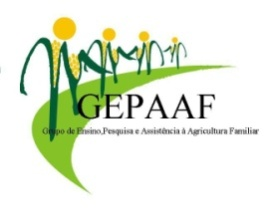 GEPAAF
Grupo de Ensino,Pesquisa e Assistência à Agricultura Familiar